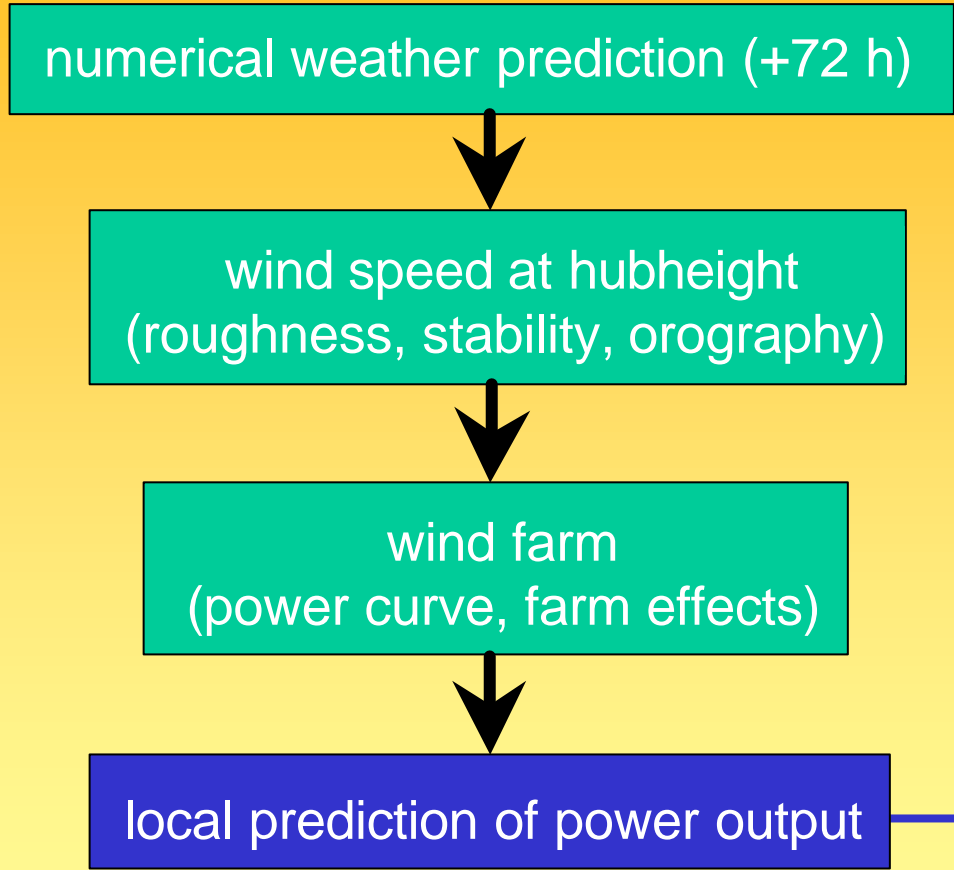 numerical weather prediction (+72 h)
wind speed at hubheight
(roughness, stability, orography)
wind farm
(power curve, farm effects)
local prediction of power output